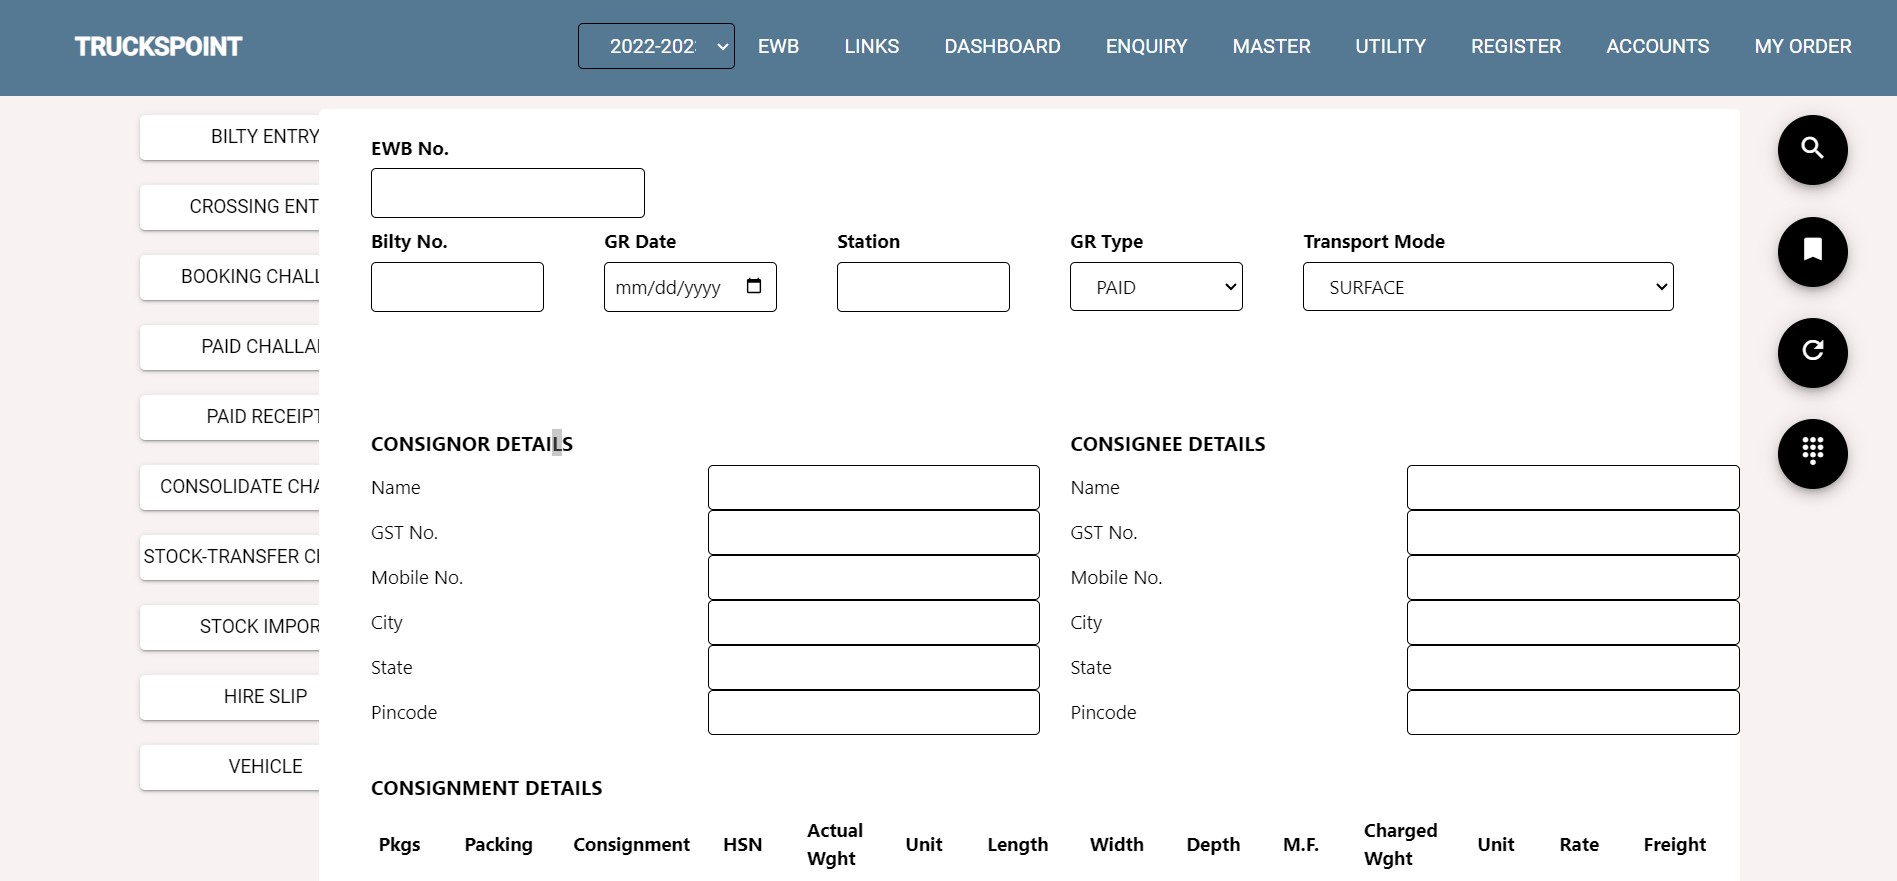 TRUCKSPOINT
2022-202
EWB
LINKS
DASHBOARD
ENQUIRY
MASTER
UTILITY
REGISTER
ACCOUNTS
MY ORDER
BILTY ENTRY
CROSSING ENT
BOOKING CHALL
PAID CHALLA
PAID RECEIPT
CONSOLIDATE CHA
STOCK-TRANSFER C
STOCK IMPOR
HIRE SLIP
VEHICLE
EWB No.
Bilty No.
GR Date
Station
GR Type
Transport Mode
mm/dd/yyyy
PAID
SURFACE
CONSIGNOR DETAILS
Name
GST No.
Mobile No.
City
State
Pincode
CONSIGNEE DETAILS
Name
GST No.
Mobile No.
City
State
Pincode
CONSIGNMENT DETAILS
Pkgs
Packing
Consignment
HSN
Actual
Wght
Unit
Length
Width
Depth
M.F.
Charged
Wght
Unit
Rate
Freight